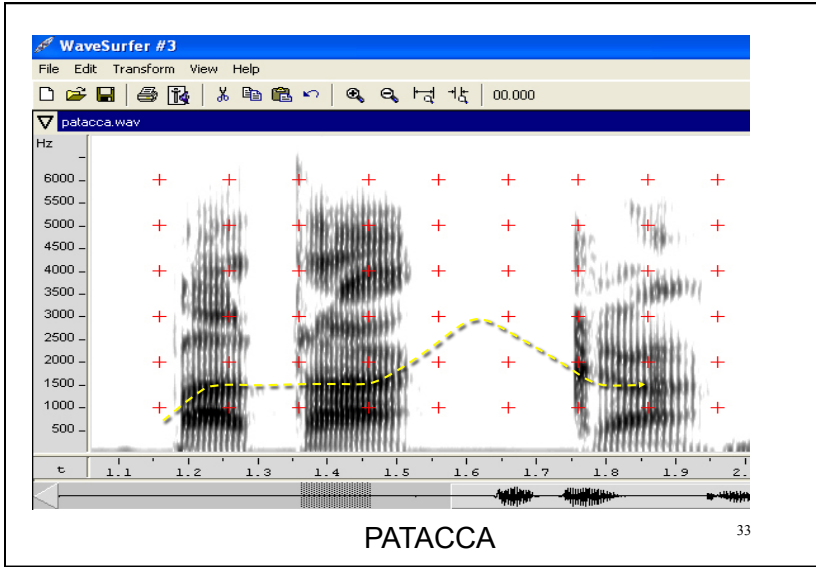 WaveSurfer #3
File Edit Transform View Help
00.000
patacca.wav
Hz
6000
5500
5000
4500
4000
3500
3000
2500
2000
1500
1000
500
t 1.1 1.2 1.3 1.4 1.5 1.6 1.7 1.8 1.9 2.
PATACCA
33